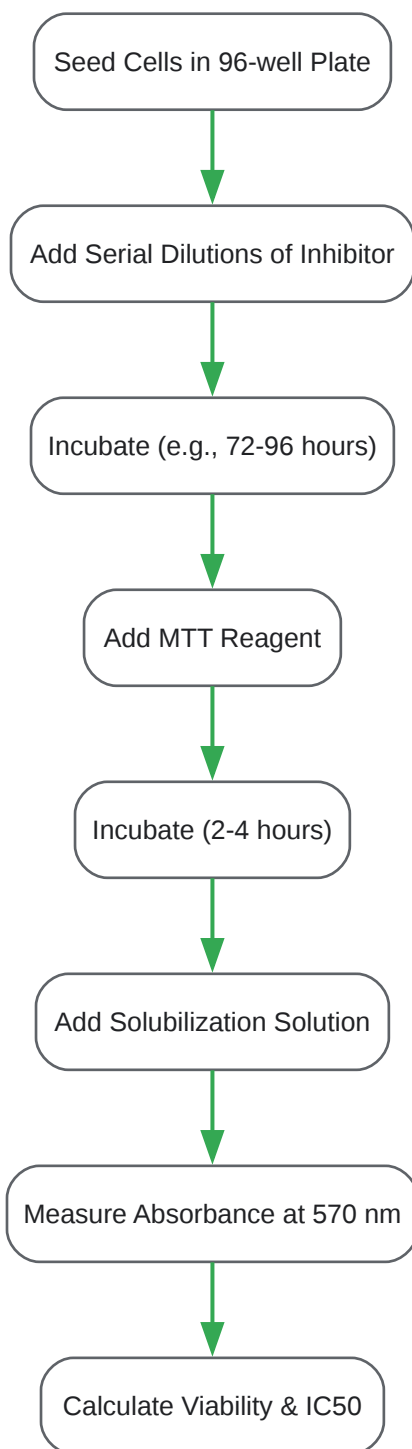 Seed Cells in 96-well Plate
Add Serial Dilutions of Inhibitor
Incubate (e.g., 72-96 hours)
Add MTT Reagent
Incubate (2-4 hours)
Add Solubilization Solution
Measure Absorbance at 570 nm
Calculate Viability & IC50